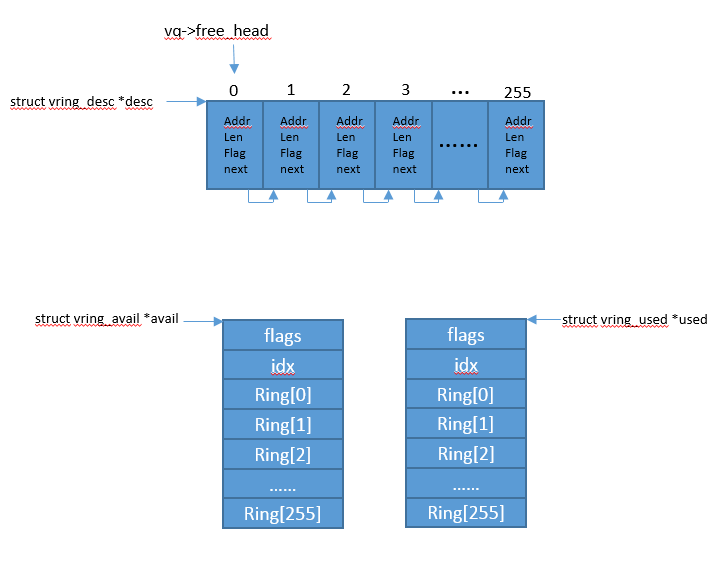 vq->free_head
struct vring_desc *desc
0 1 2 3 ... 255
Addr Addr Addr Addr Addr
Len Len Len Len ...... Len
Flag Flag Flag Flag Flag
next next next next next
struct vring_avail *avail
flags
idx
Ring[0]
Ring[1]
Ring[2]
......
Ring[255]
struct vring_used *used
flags
idx
Ring[0]
Ring[1]
Ring[2]
......
Ring[255]